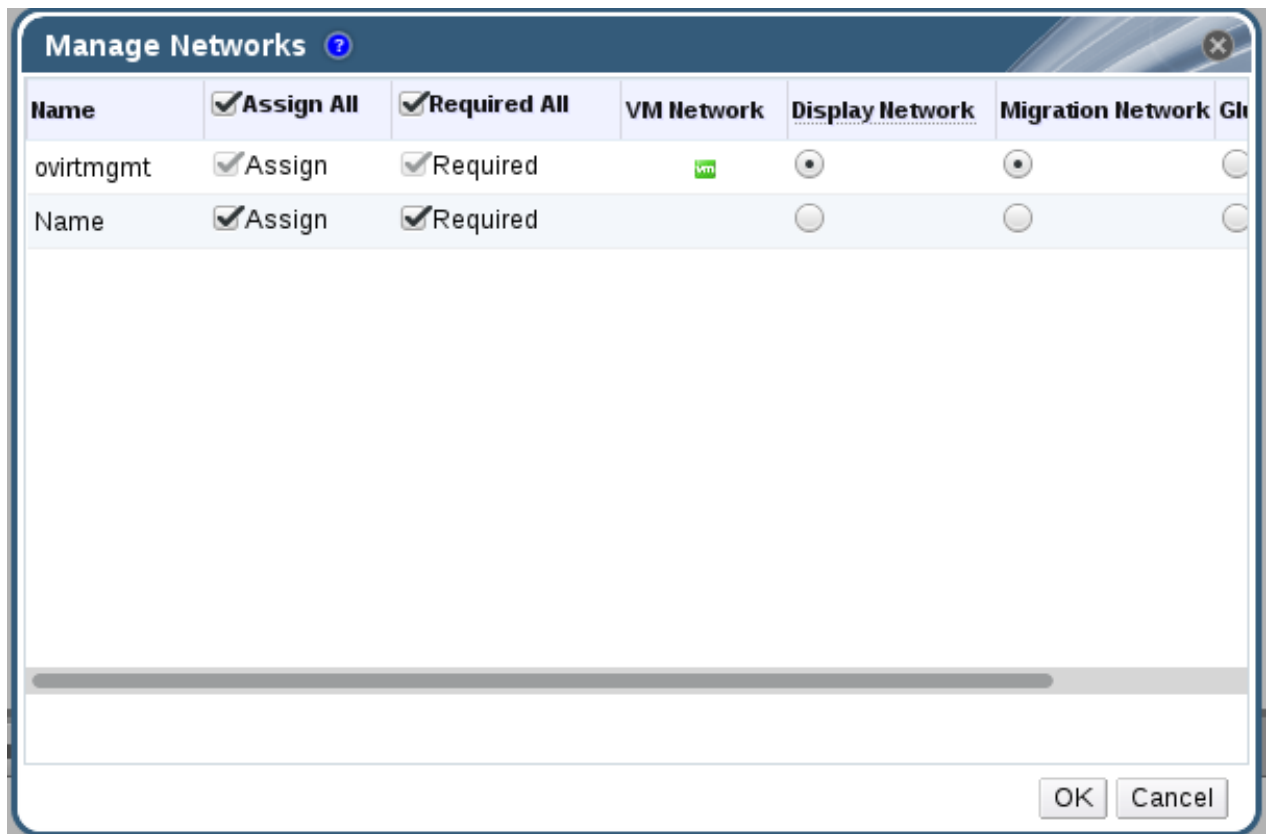 Manage Networks ?
Name Assign All Required All VM Network Display Network Migration Network Glu
ovirtmgmt Assign Required vm
Name Assign Required
OK Cancel